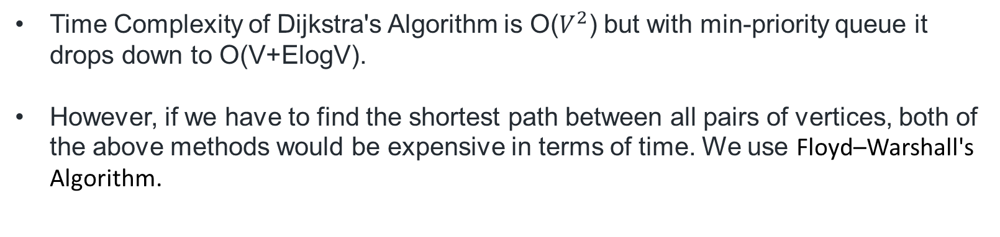 • Time Complexity of Dijkstra's Algorithm is O(𝑉²) but with min-priority queue it
drops down to O(V+ElogV).
• However, if we have to find the shortest path between all pairs of vertices, both of
the above methods would be expensive in terms of time. We use Floyd–Warshall's
Algorithm.